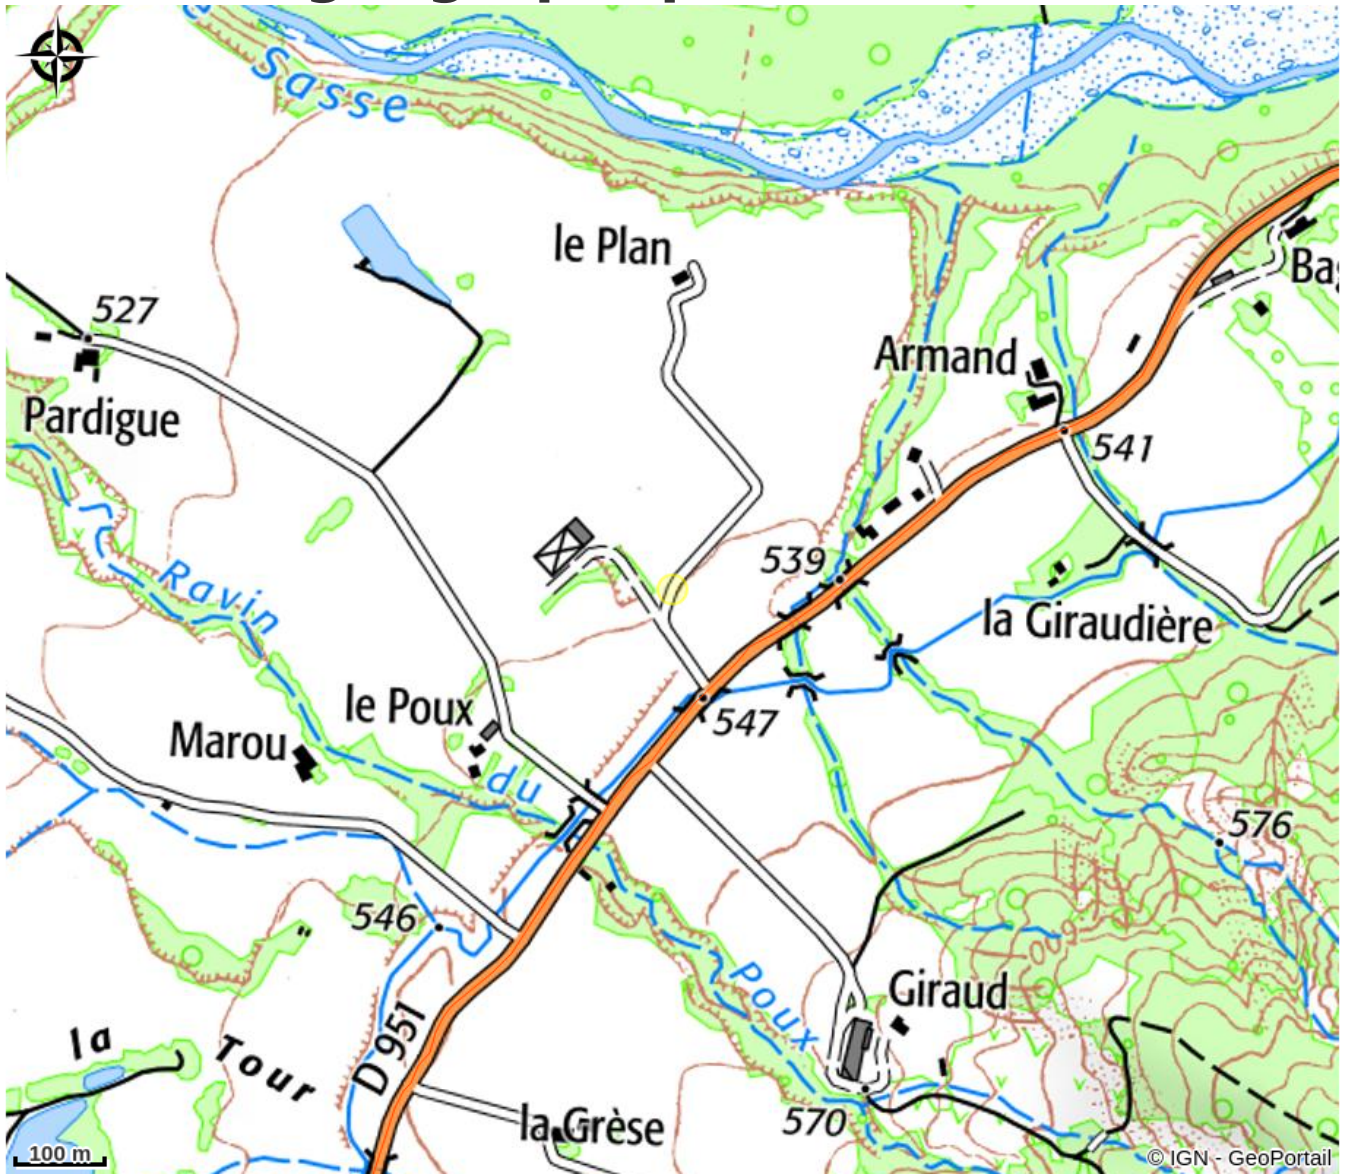 Sasse
le Plan
527
Armand
Pardigue
541
539
Ravin
la Giraudière
le Poux
547
Marou
du
576
546
600
Poux
Giraud
la Tour
D 951
570
la Grèse
100 m
© IGN - GeoPortail